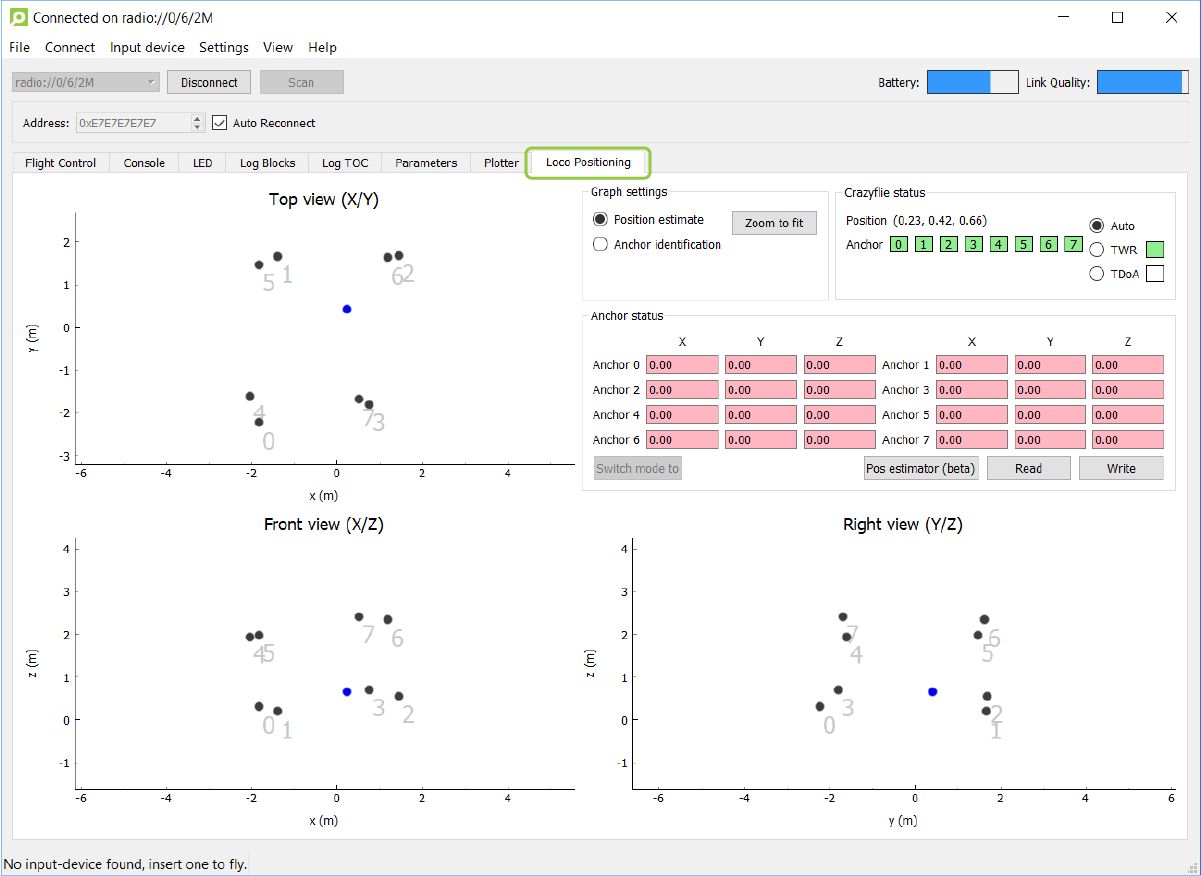 Connected on radio://0/6/2M
File Connect Input device Settings View Help
radio://0/6/2M Disconnect Scan Battery: Link Quality:
Address: 0xE7E7E7E7E7 Auto Reconnect
Flight Control Console LED Log Blocks Log TOC Parameters Plotter Loco Positioning
Top view (X/Y)
2
1
0
-1
-2
-3
y (m)
5 1 6 2
4 7 3
0
-6 -4 -2 0 2 4
x (m)
Graph settings
Position estimate Zoom to fit
Anchor identification
Crazyflie status
Position (0.23, 0.42, 0.66) Auto
Anchor 0 1 2 3 4 5 6 7 TWR
TDoA
Anchor status
X Y Z X Y Z
Anchor 0 0.00 0.00 0.00 Anchor 1 0.00 0.00 0.00
Anchor 2 0.00 0.00 0.00 Anchor 3 0.00 0.00 0.00
Anchor 4 0.00 0.00 0.00 Anchor 5 0.00 0.00 0.00
Anchor 6 0.00 0.00 0.00 Anchor 7 0.00 0.00 0.00
Switch mode to Pos estimator (beta) Read Write
Front view (X/Z)
4
3
2
1
0
-1
z (m)
7 6
4 5
3 2
0 1
-6 -4 -2 0 2 4
x (m)
Right view (Y/Z)
4
3
2
1
0
-1
z (m)
7 6
4 5
3 2
0 1
-6 -4 -2 0 2 4 6
y (m)
No input-device found, insert one to fly.